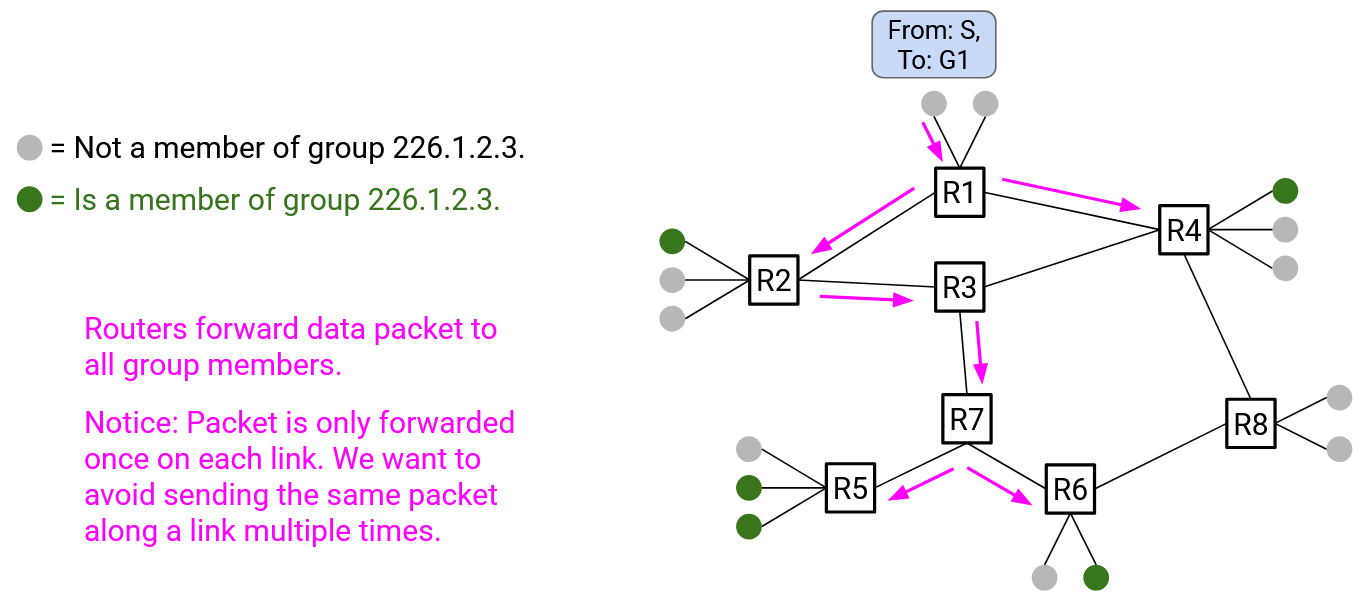 From: S,
To: G1
= Not a member of group 226.1.2.3.
= Is a member of group 226.1.2.3.
R1
R4
R2
R3
Routers forward data packet to
all group members.
Notice: Packet is only forwarded
once on each link. We want to
avoid sending the same packet
along a link multiple times.
R7
R8
R5
R6